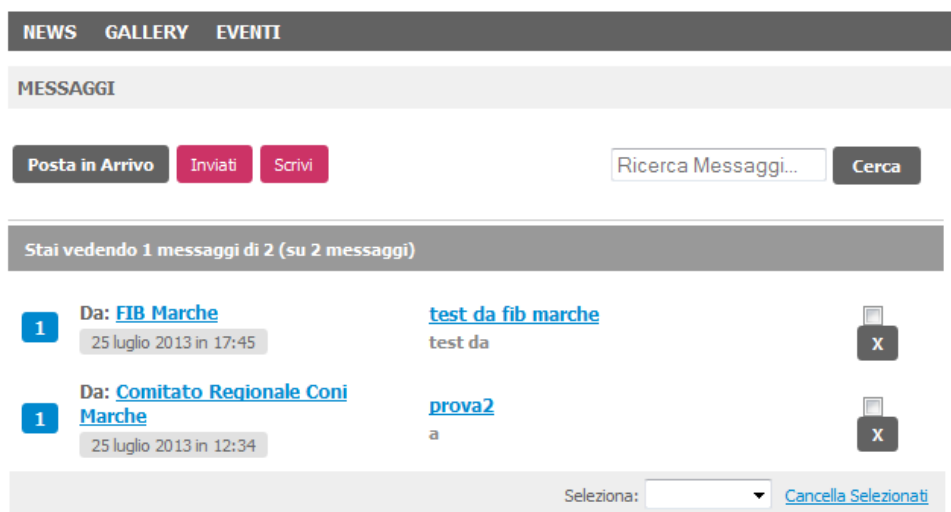 NEWS GALLERY EVENTI
MESSAGGI
Posta in Arrivo Inviati Scrivi Ricerca Messaggi... Cerca
Stai vedendo 1 messaggi di 2 (su 2 messaggi)
1 Da: FIB Marche test da fib marche
25 luglio 2013 in 17:45 test da X
1 Da: Comitato Regionale Coni
Marche prova2
25 luglio 2013 in 12:34 a X
Seleziona: Cancella Selezionati